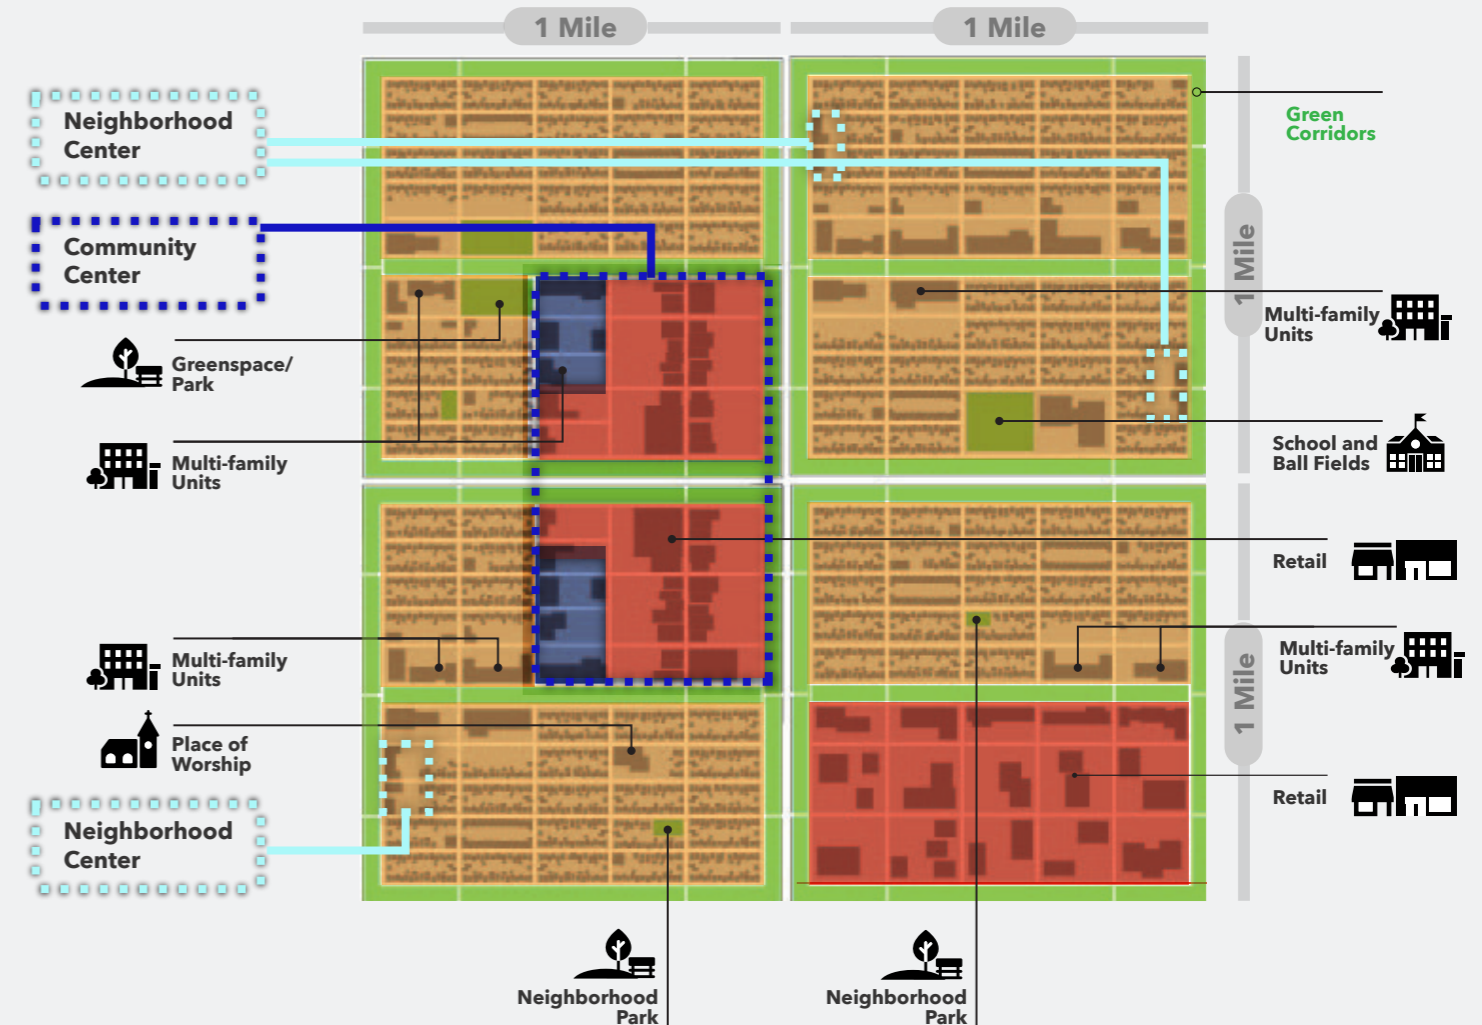 1 Mile
1 Mile
Neighborhood
Center
Green
Corridors
Community
Center
1 Mile
Multi-family
Units
Greenspace/
Park
School and
Ball Fields
Multi-family
Units
Retail
Multi-family
Units
Multi-family
Units
1 Mile
Place of
Worship
Retail
Neighborhood
Center
Neighborhood
Park
Neighborhood
Park